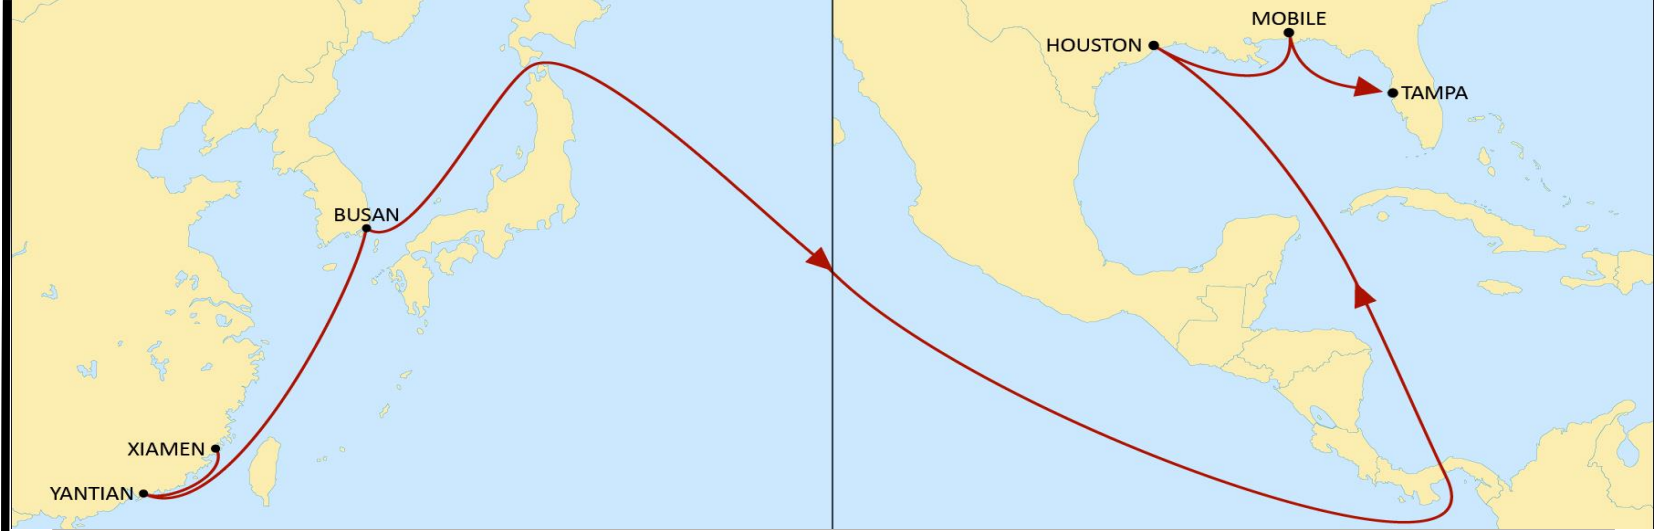 MOBILE
HOUSTON
TAMPA
BUSAN
XIAMEN
YANTIAN